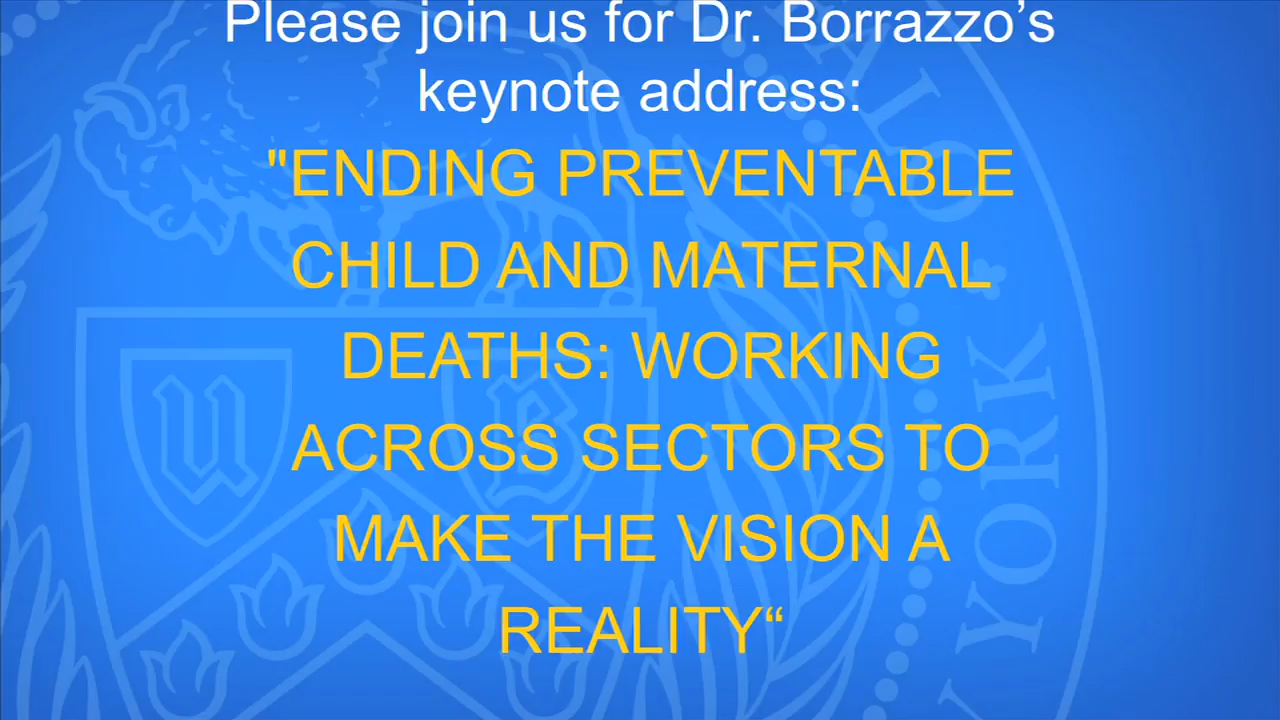 Please join us for Dr. Borrazzo’s
keynote address:
"ENDING PREVENTABLE
CHILD AND MATERNAL
DEATHS: WORKING
ACROSS SECTORS TO
MAKE THE VISION A
REALITY“
U
B
YORK